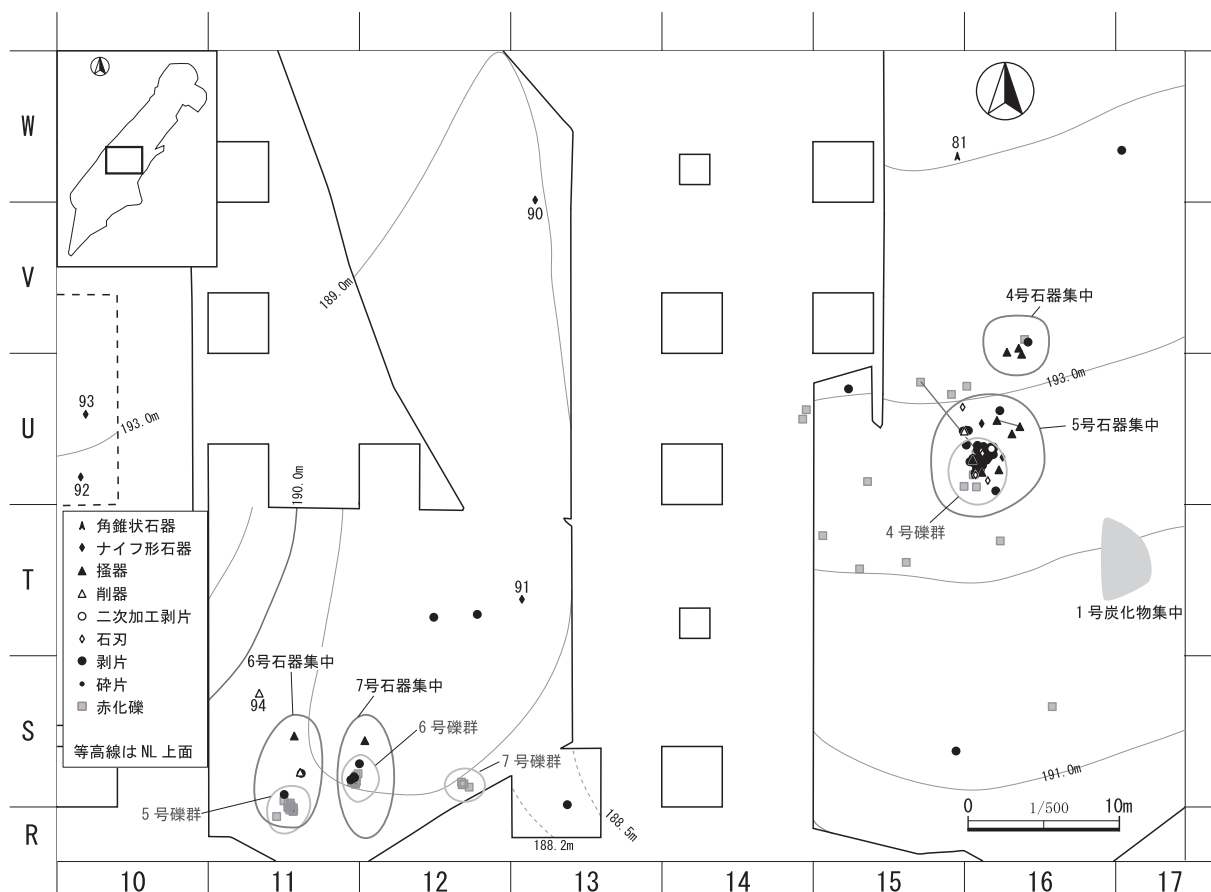 W
V
U
T
S
R
10
11
12
13
14
15
16
17
81
90
189.0m
4号石器集中
193.0m
93
193.0m
92
5号石器集中
190.0m
4号礫群
角錐状石器
ナイフ形石器
掻器
削器
二次加工剥片
石刃
剥片
砕片
赤化礫
等高線は NL 上面
91
1号炭化物集中
6号石器集中
94
7号石器集中
6号礫群
7号礫群
5号礫群
188.5m
188.2m
191.0m
0 1/500 10m